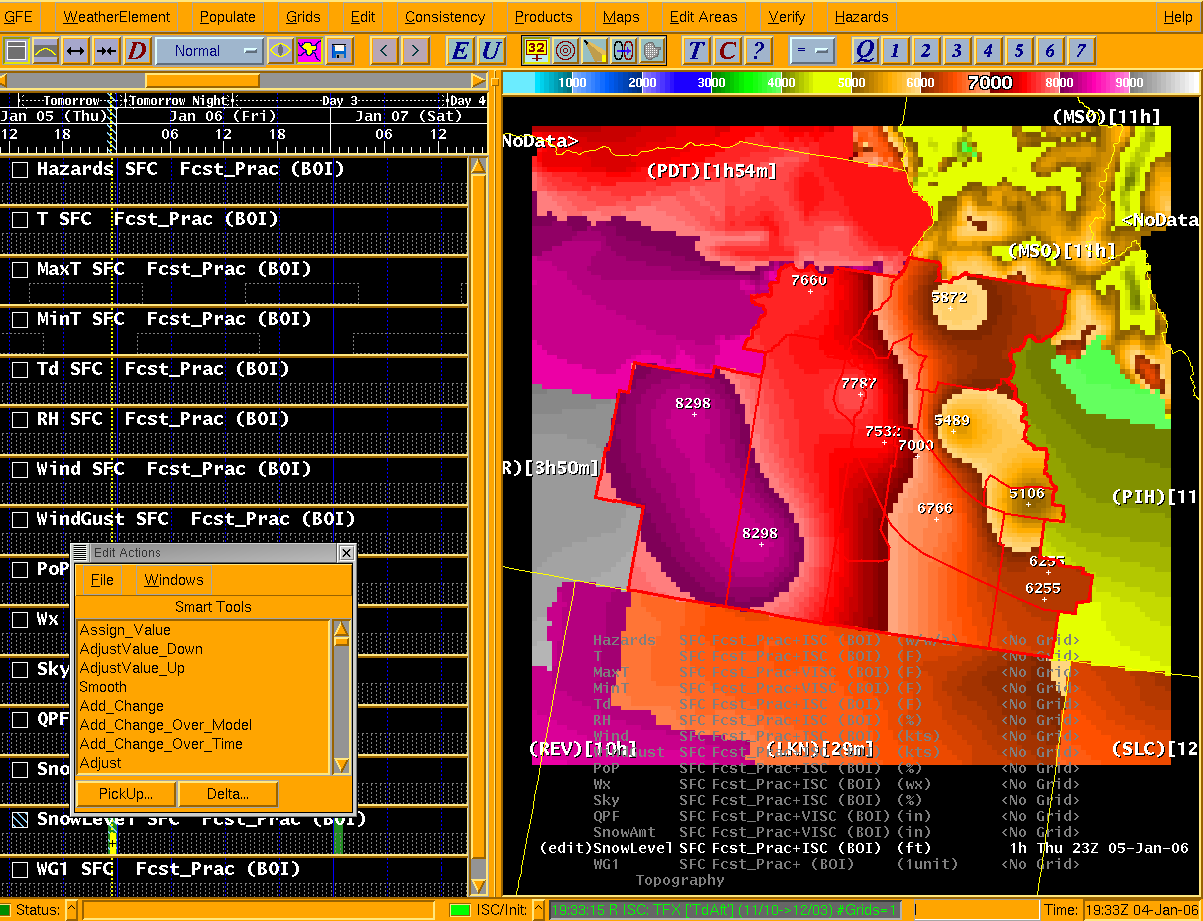 GFE WeatherElement Populate Grids Edit Consistency Products Maps Edit Areas Verify Hazards Help
D Normal < > E U 32 T C ? = Q 1 2 3 4 5 6 7
1000 2000 3000 4000 5000 6000 7000 8000 9000
Tomorrow Tomorrow Night Day 3 Day 4
Jan 05 (Thu) Jan 06 (Fri) Jan 07 (Sat)
12 18 06 12 18 06 12
Hazards SFC Fcst_Prac (BOI)
T SFC Fcst_Prac (BOI)
MaxT SFC Fcst_Prac (BOI)
MinT SFC Fcst_Prac (BOI)
Td SFC Fcst_Prac (BOI)
RH SFC Fcst_Prac (BOI)
Wind SFC Fcst_Prac (BOI)
WindGust SFC Fcst_Prac (BOI)
PoP
Wx
Sky
QPF
Sno
SnowLevel SFC Fcst_Prac (BOI)
WG1 SFC Fcst_Prac (BOI)
Edit Actions
File Windows
Smart Tools
Assign_Value
AdjustValue_Down
AdjustValue_Up
Smooth
Add_Change
Add_Change_Over_Model
Add_Change_Over_Time
Adjust
PickUp... Delta...
(MSO)[11h]
NoData>
(PDT)[1h54m]
<NoData
(MSO)[11h]
7660
5872
7787
8298
5489
7532
7000
R)[3h50m]
5106
(PIH)[11
6766
8298
6255
6255
Hazards SFC Fcst_Prac+ISC (BOI) (w/a/z) <No Grid>
T SFC Fcst_Prac+ISC (BOI) (F) <No Grid>
MaxT SFC Fcst_Prac+VISC (BOI) (F) <No Grid>
MinT SFC Fcst_Prac+VISC (BOI) (F) <No Grid>
Td SFC Fcst_Prac+ISC (BOI) (F) <No Grid>
RH SFC Fcst_Prac+ISC (BOI) (%) <No Grid>
Wind SFC Fcst_Prac+ISC (BOI) (kts) <No Grid>
(REV)[10h] (LKN)[29m] (SLC)[12
SFC (kts) <No Grid>
PoP SFC Fcst_Prac+ISC (BOI) (%) <No Grid>
Wx SFC Fcst_Prac+ISC (BOI) (wx) <No Grid>
Sky SFC Fcst_Prac+ISC (BOI) (%) <No Grid>
QPF SFC Fcst_Prac+VISC (BOI) (in) <No Grid>
SnowAmt SFC Fcst_Prac+VISC (BOI) (in) <No Grid>
(edit)SnowLevel SFC Fcst_Prac+ISC (BOI) (ft) 1h Thu 23Z 05-Jan-06
WG1 SFC Fcst_Prac+ (BOI) (1unit) <No Grid>
Topography
Status: ISC/Init: 19:33:15 R ISC: TFX ['TdAft'] (11/10->12/03) #Grids=1 Time: 19:33Z 04-Jan-06